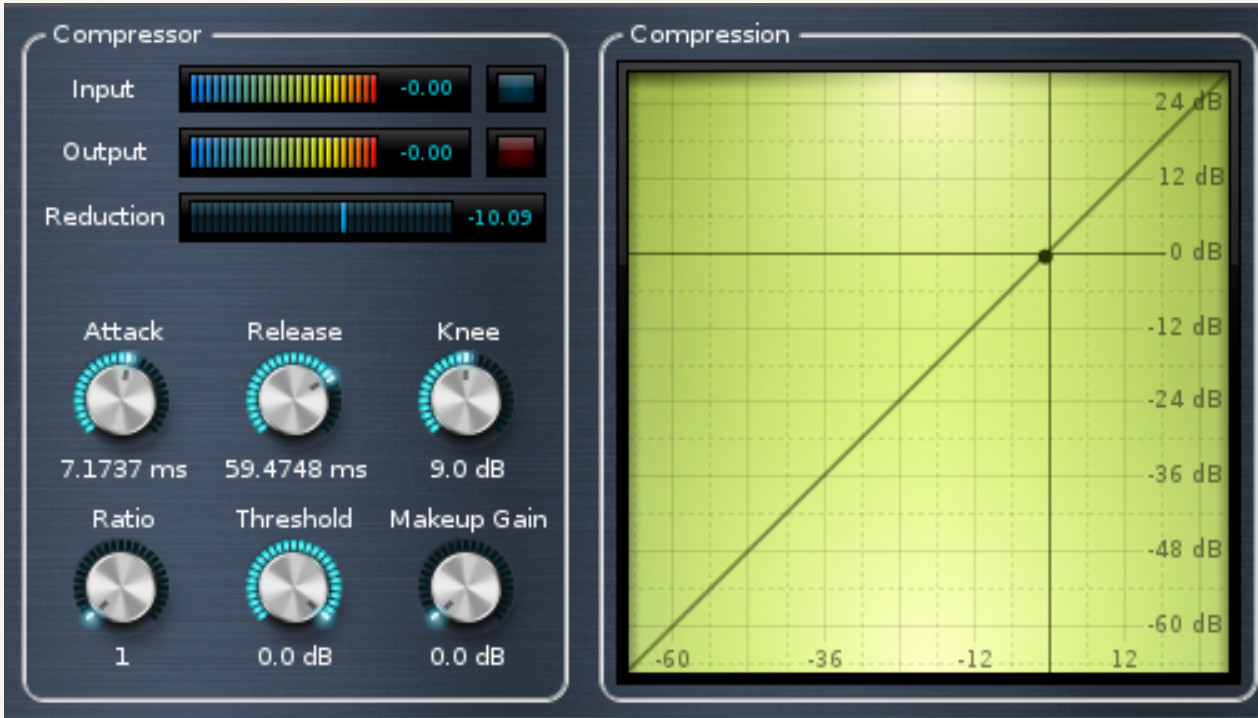 Compressor
Input -0.00
Output -0.00
Reduction -10.09
Attack Release Knee
7.1737 ms 59.4748 ms 9.0 dB
Ratio Threshold Makeup Gain
1 0.0 dB 0.0 dB
Compression
24 dB
12 dB
0 dB
-12 dB
-24 dB
-36 dB
-48 dB
-60 dB
-60 -36 -12 12